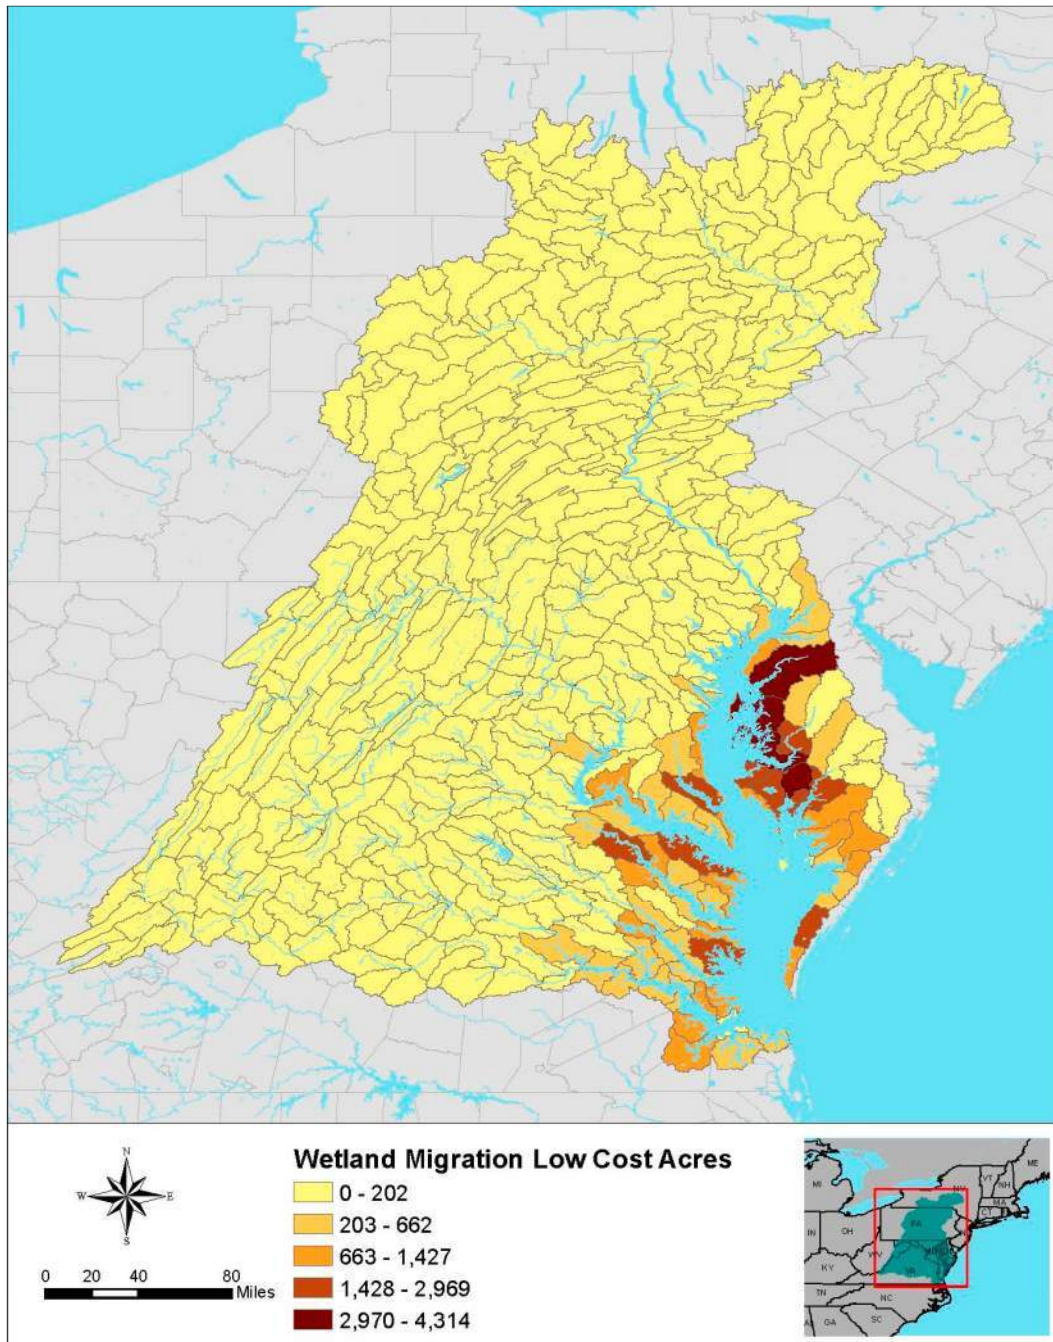 N
W
E
S
0
20
40
80
Miles
Wetland Migration Low Cost Acres
0 - 202
203 - 662
663 - 1,427
1,428 - 2,969
2,970 - 4,314
ME
MI
VT
NH
MA
CT
PA
OH
IN
WV
KY
VA
TN
NC
SC
GA